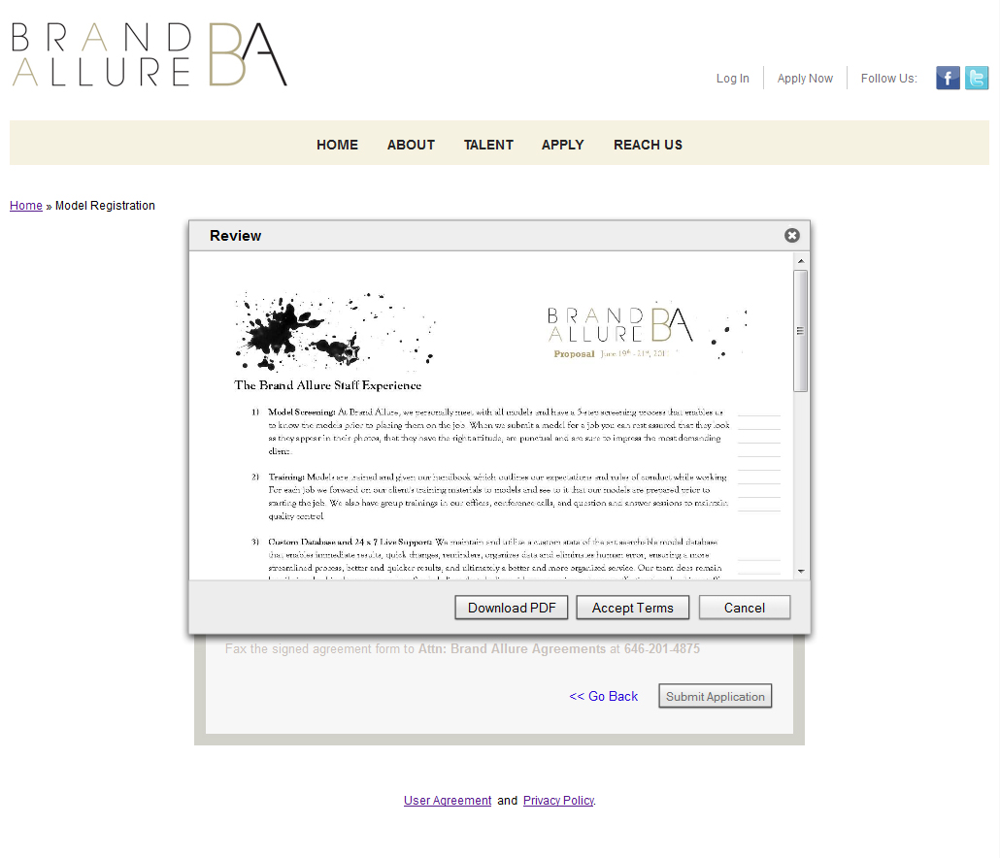 BRAND
ALLURE
BA
Log In
Apply Now
Follow Us:
HOME
ABOUT
TALENT
APPLY
REACH US
Home » Model Registration
Review
BRAND
ALLURE
BA
Proposal June 19th - 21st, 2011
The Brand Allure Staff Experience
1) Model Screening: At Brand Allure, we personally meet with all models and have a 3-step screening process that enables us
to know the models prior to placing them on the job. When we submit a model for a job you can rest assured that they look
as they appear in their photos, that they have the right attitude, are punctual and are sure to impress the most demanding
client.
2) Training: Models are trained and given our handbook which outlines our expectations and rules of conduct while working.
For each job we forward on our client's training materials to models and see to it that our models are prepared prior to
starting the job. We also have group trainings in our offices, conference calls, and question and answer sessions to maintain
quality control.
3) Custom Database and 24 x 7 Live Support: We maintain and utilize a custom state of the art searchable model database
that enables immediate results, quick changes, reminders, organizes data and eliminates human error, ensuring a more
streamlined process, better and quicker results, and ultimately a better and more organized service. Our team does remain
Download PDF
Accept Terms
Cancel
Fax the signed agreement form to Attn: Brand Allure Agreements at 646-201-4875
<< Go Back
Submit Application
User Agreement and Privacy Policy.